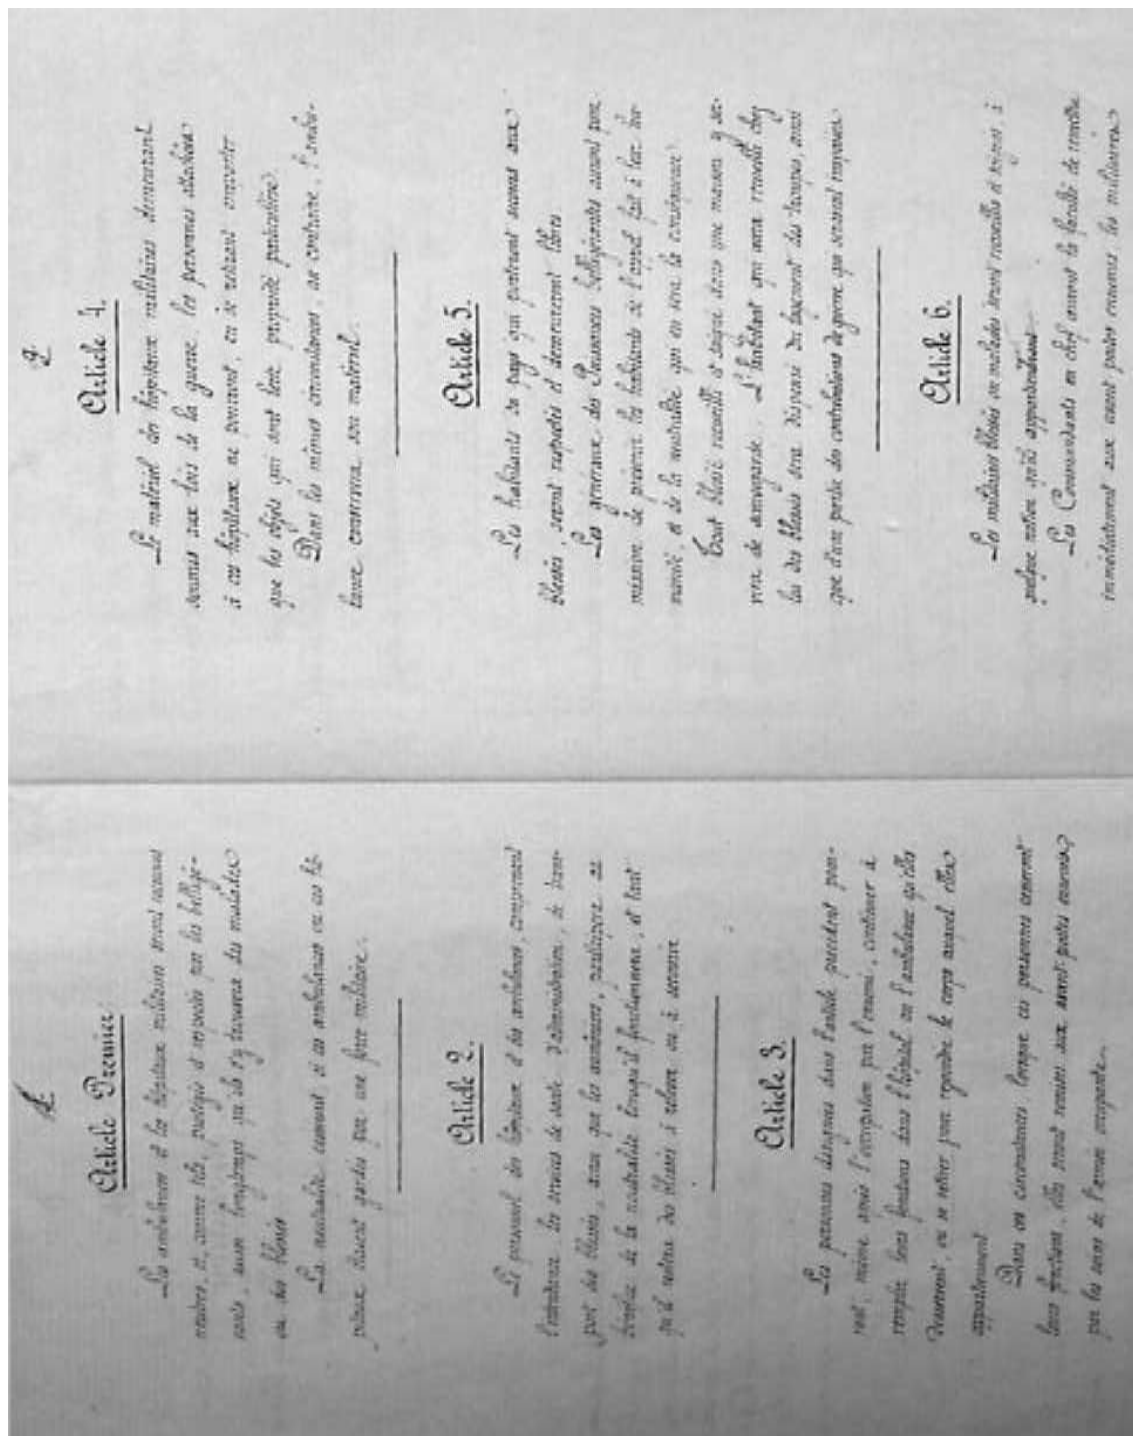 1.
Article Premier.
Les ambulances et les hôpitaux militaires seront reconnus
neutres, et, comme tels, protégés et respectés par les belligé-
rants, aussi longtemps qu'il s'y trouvera des malades
ou des blessés.
La neutralité cesserait, si ces ambulances ou ces hô-
pitaux étaient gardés par une force militaire.
Article 2.
Le personnel des hôpitaux et des ambulances, comprenant
l'intendance, les services de santé, d'administration, de trans-
port des blessés, ainsi que les aumôniers, participera au
bénéfice de la neutralité lorsqu'il fonctionnera, et tant
qu'il restera des blessés à relever ou à secourir.
Article 3.
Les personnes désignées dans l'article précédent pour-
ront, même après l'occupation par l'ennemi, continuer à
remplir leurs fonctions dans l'hôpital ou l'ambulance qu'elles
desservent, ou se retirer pour rejoindre le corps auquel elles
appartiennent.
Dans ces circonstances, lorsque ces personnes cesseront
leurs fonctions, elles seront remises aux avant-postes ennemis,
par les soins de l'armée occupante.
2.
Article 4.
Le matériel des hôpitaux militaires demeurant
soumis aux lois de la guerre, les personnes attachées
à ces hôpitaux ne pourront, en se retirant, emporter
que les objets qui sont leur propriété particulière.
Dans les mêmes circonstances, au contraire, l'ambu-
lance conservera son matériel.
Article 5.
Les habitants du pays qui porteront secours aux
blessés, seront respectés et demeureront libres.
Les généraux des Puissances belligérantes auront pour
mission de prévenir les habitants de l'appel fait à leur hu-
manité, et de la neutralité qui en sera la conséquence.
Tout blessé recueilli et soigné dans une maison y ser-
vira de sauvegarde. L'habitant qui aura recueilli chez
lui des blessés sera dispensé du logement des troupes, ainsi
que d'une partie des contributions de guerre qui seraient imposées.
Article 6.
Les militaires blessés ou malades seront recueillis et soignés, à
quelque nation qu'ils appartiendront.
Les Commandants en chef auront la faculté de remettre
immédiatement aux avant postes ennemis, les militaires